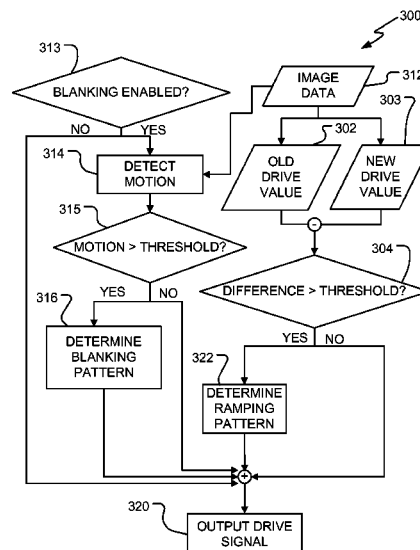 300
313
BLANKING ENABLED?
IMAGE
DATA
312
303
NO
YES
302
314
DETECT
MOTION
OLD
DRIVE
VALUE
NEW
DRIVE
VALUE
315
-
MOTION > THRESHOLD?
304
DIFFERENCE > THRESHOLD?
316
YES
NO
DETERMINE
BLANKING
PATTERN
YES
NO
322
DETERMINE
RAMPING
PATTERN
+
320
OUTPUT DRIVE
SIGNAL